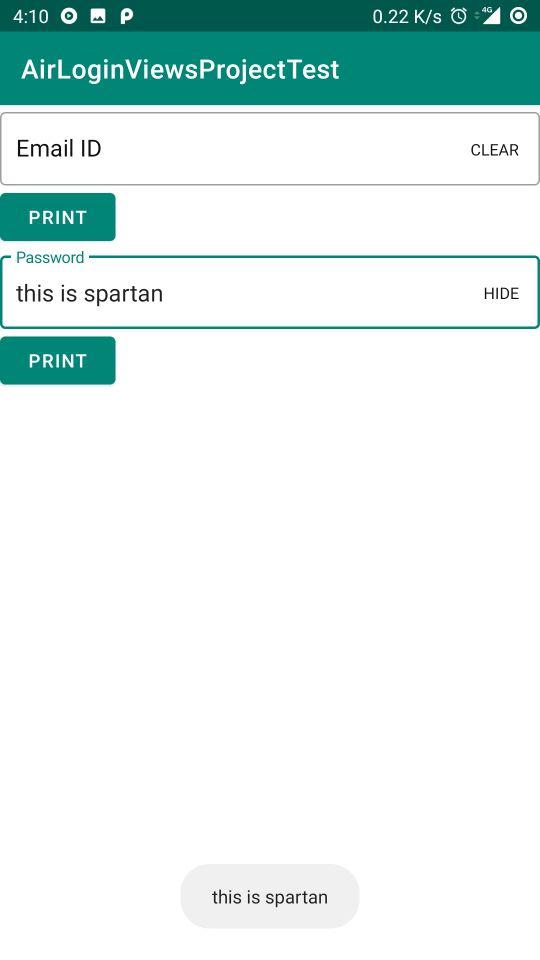 4:10 0.22 K/s 4G
AirLoginViewsProjectTest
Email ID CLEAR
PRINT
Password
this is spartan HIDE
PRINT
this is spartan